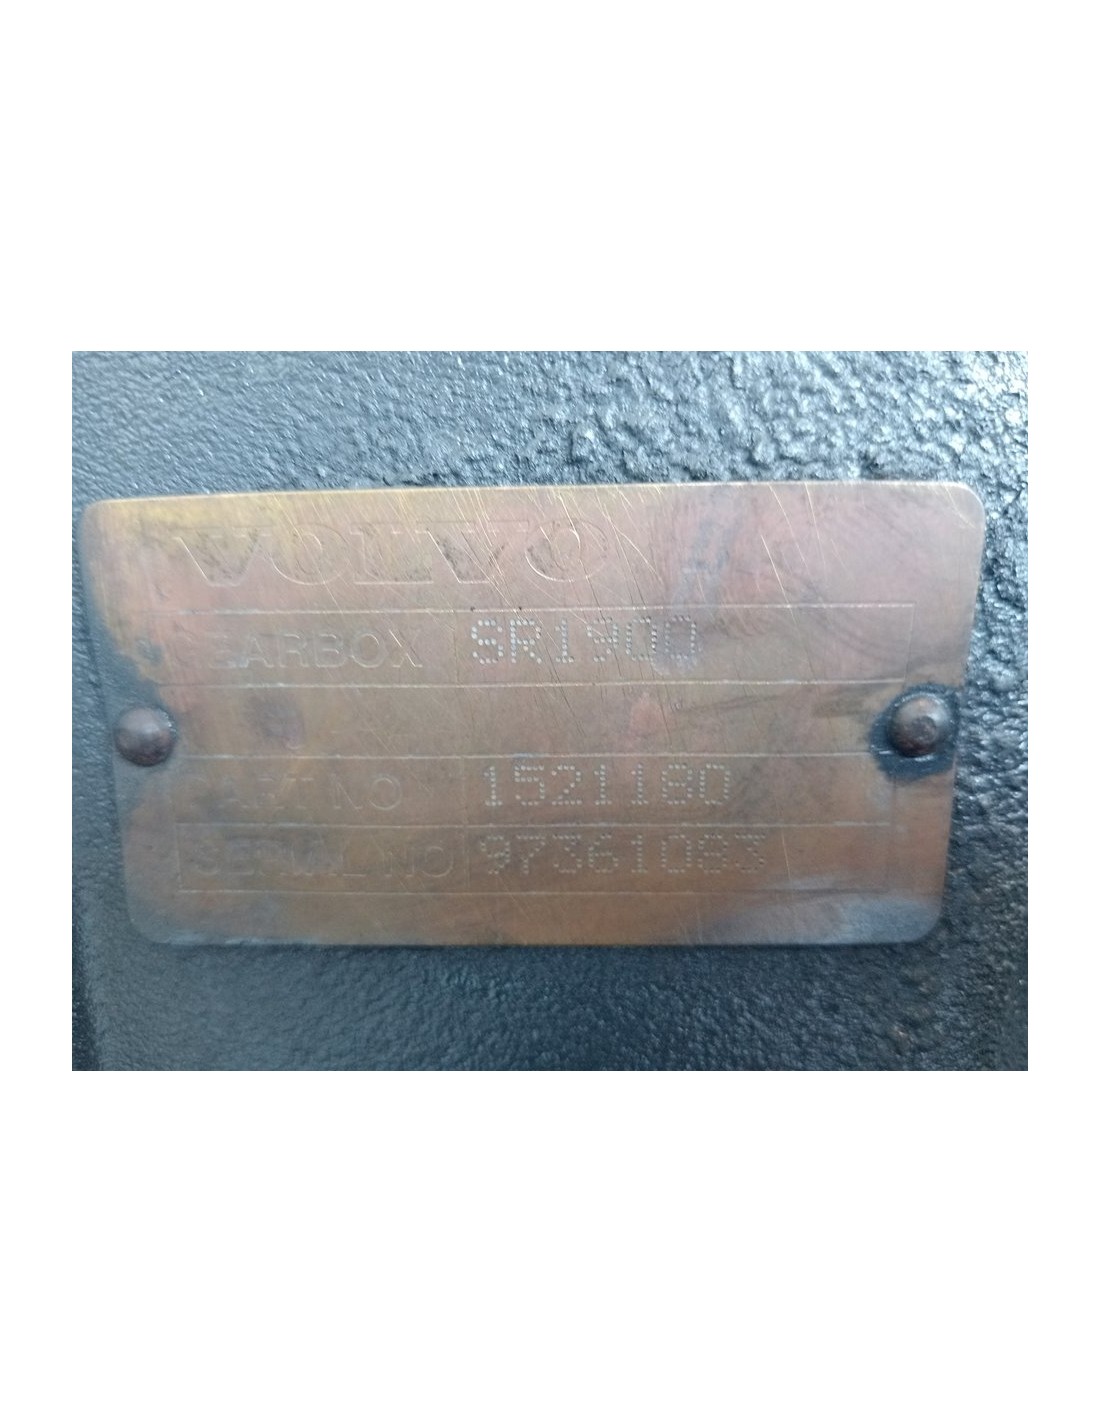 VOLVO
GEARBOX SR1900
PART NO 1521180
SERIAL NO 97361083